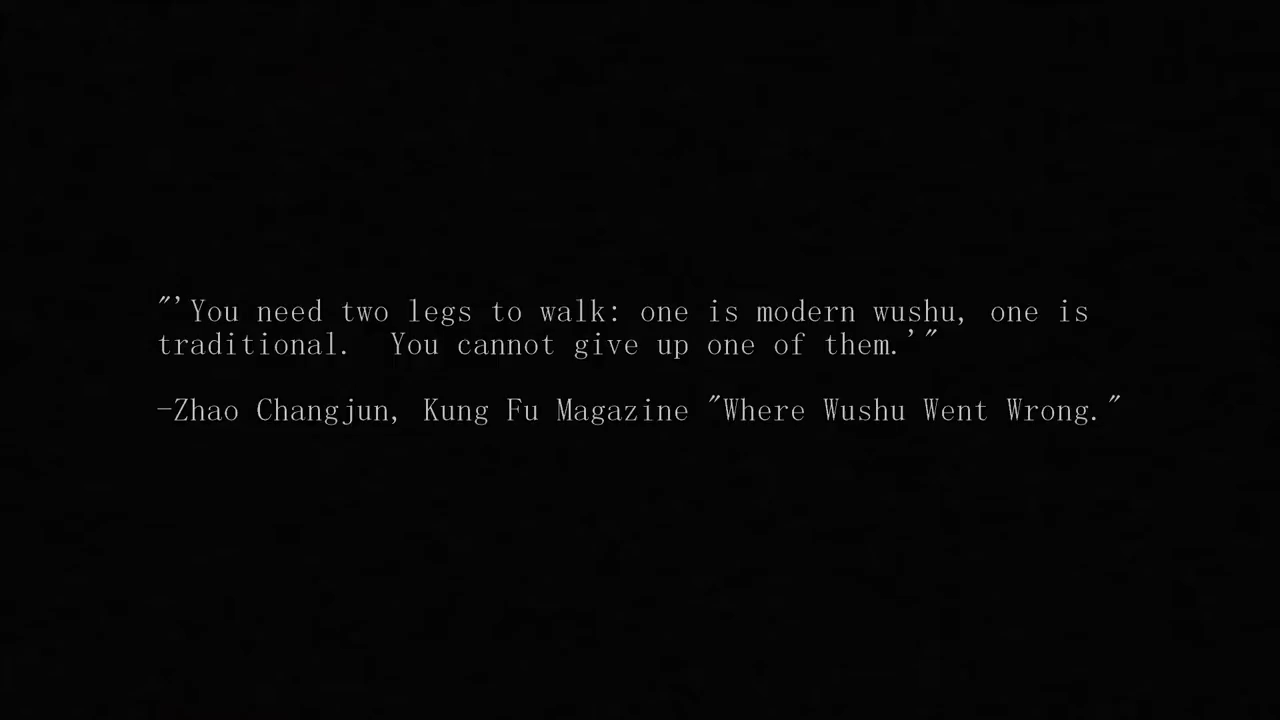 "'You need two legs to walk: one is modern wushu, one is
traditional.  You cannot give up one of them.'"
-Zhao Changjun, Kung Fu Magazine "Where Wushu Went Wrong."